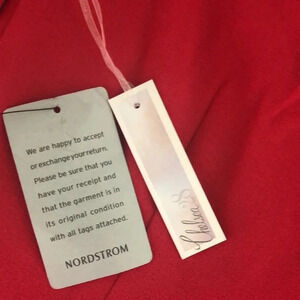 We are happy to accept
or exchange your return.
Please be sure that you
have your receipt and
that the garment is in
its original condition
with all tags attached.
NORDSTROM
Chelsea